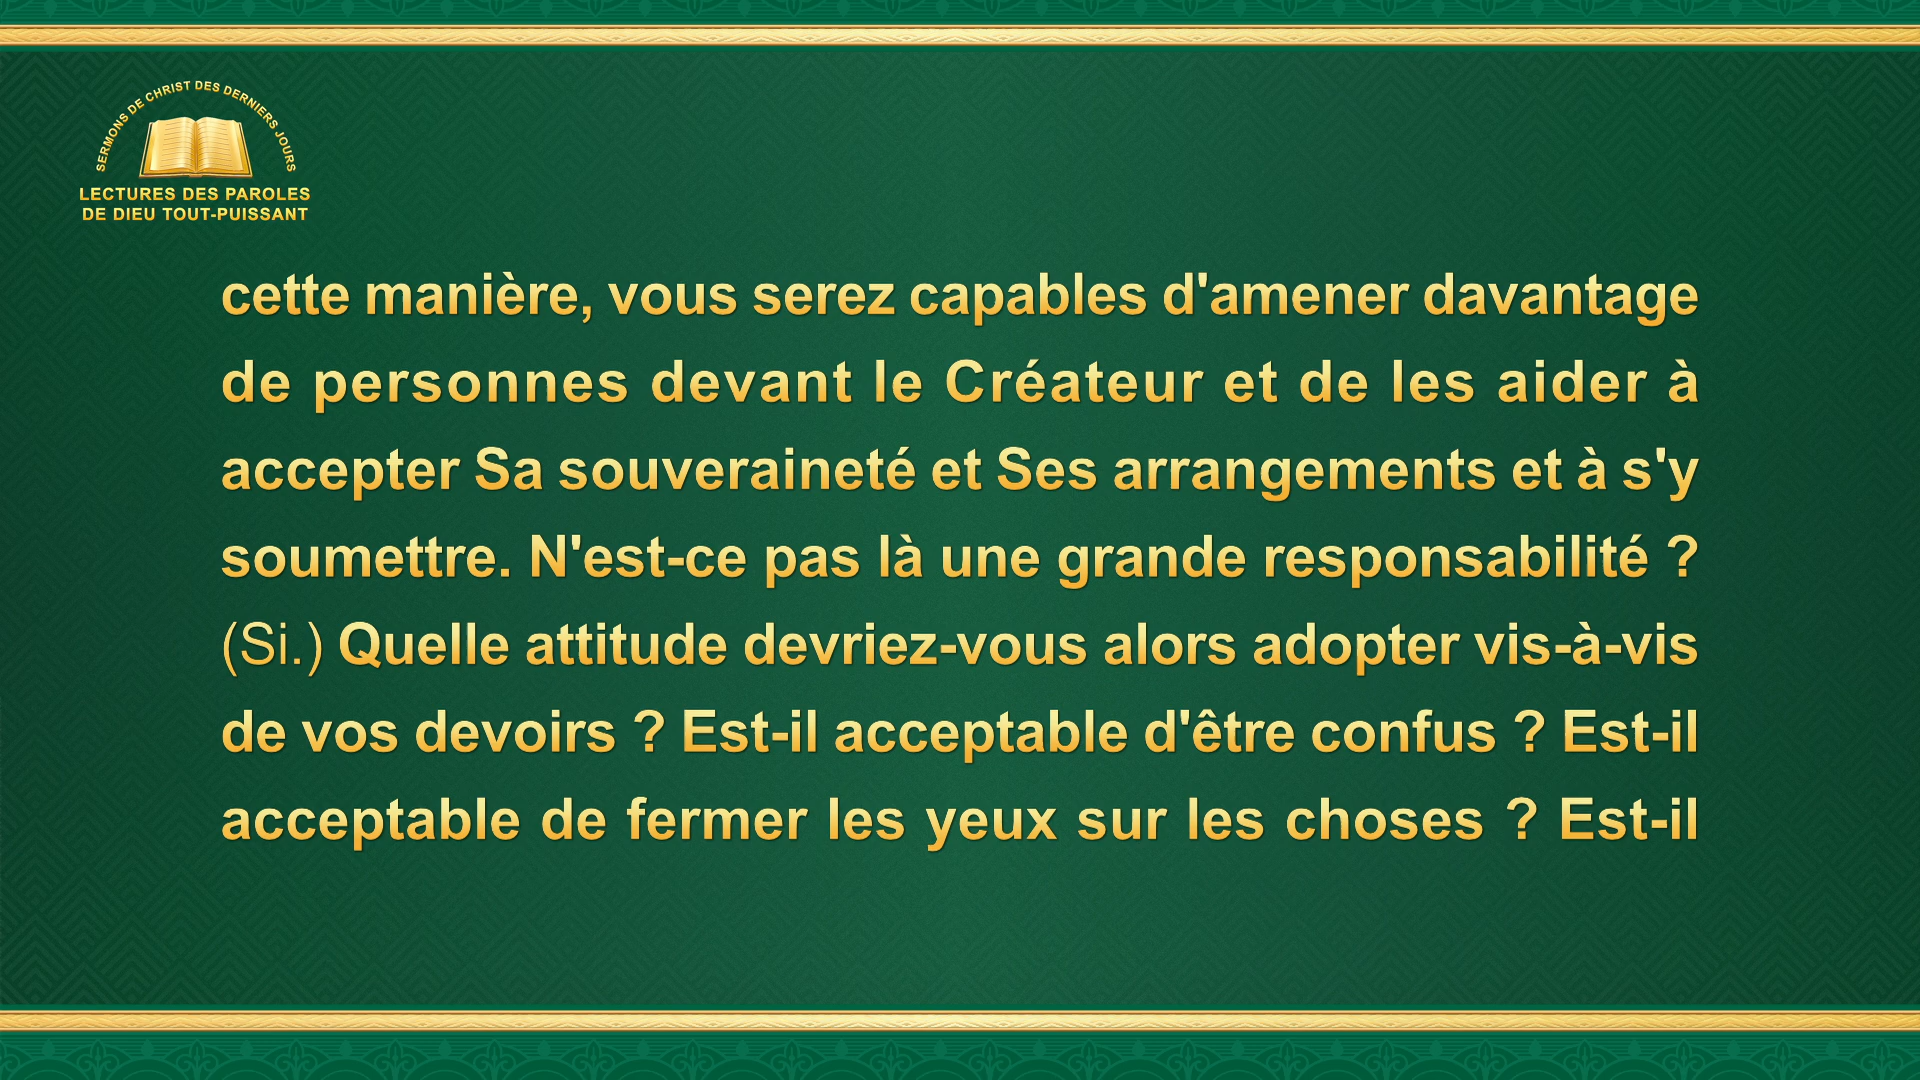 SERMONS DE CHRIST DES DERNIERS JOURS
LECTURES DES PAROLES
DE DIEU TOUT-PUISSANT
cette manière, vous serez capables d'amener davantage
de personnes devant le Créateur et de les aider à
accepter Sa souveraineté et Ses arrangements et à s'y
soumettre. N'est-ce pas là une grande responsabilité ?
(Si.) Quelle attitude devriez-vous alors adopter vis-à-vis
de vos devoirs ? Est-il acceptable d'être confus ? Est-il
acceptable de fermer les yeux sur les choses ? Est-il